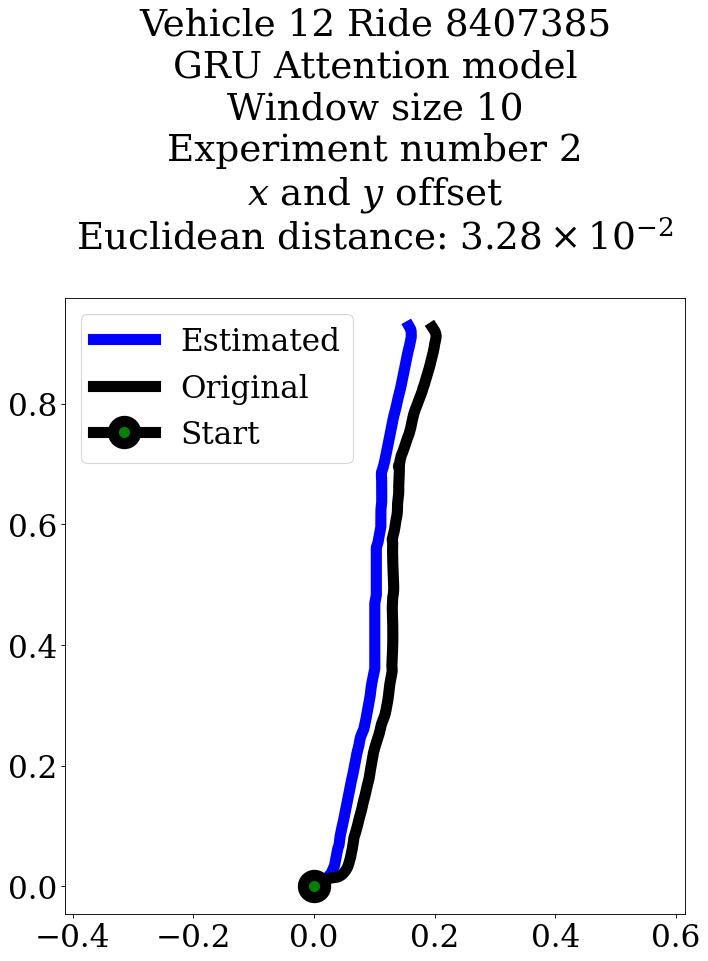 Vehicle 12 Ride 8407385
GRU Attention model
Window size 10
Experiment number 2
x and y offset
Euclidean distance: 3.28 × 10⁻²
Estimated
Original
Start
0.8
0.6
0.4
0.2
0.0
−0.4 −0.2 0.0 0.2 0.4 0.6